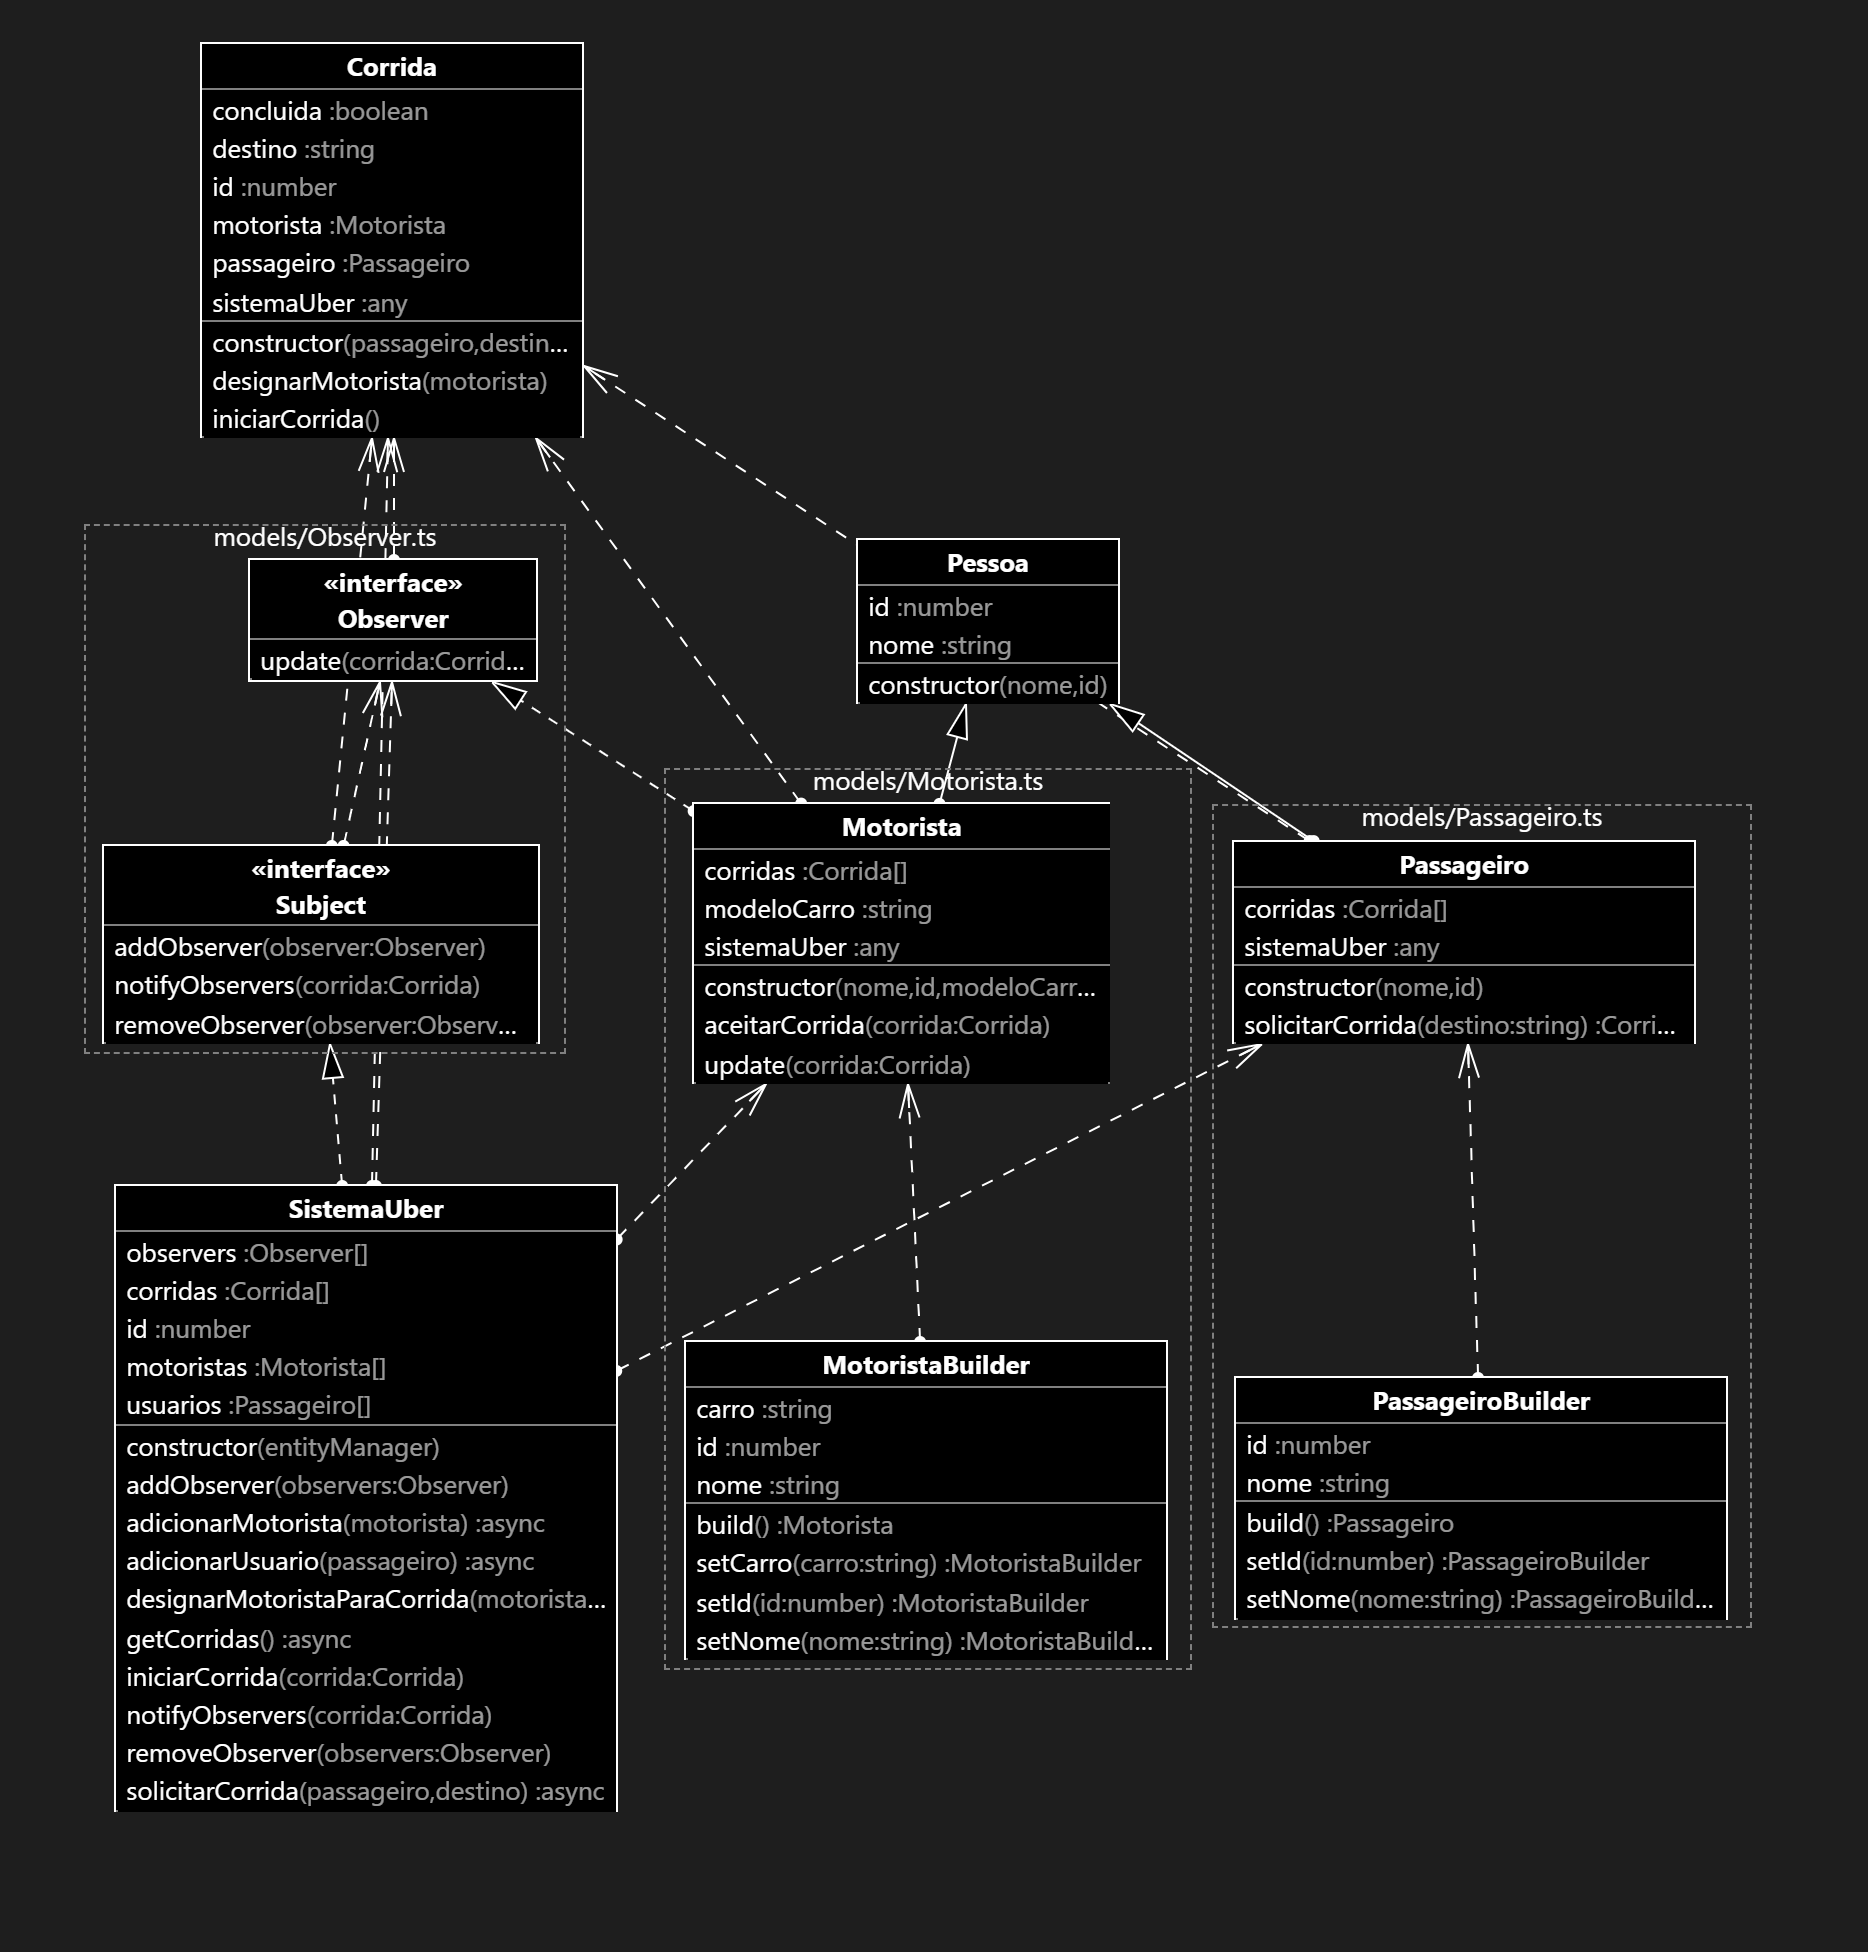 Corrida
concluida :boolean
destino :string
id :number
motorista :Motorista
passageiro :Passageiro
sistemaUber :any
constructor(passageiro,destin...
designarMotorista(motorista)
iniciarCorrida()
models/Observer.ts
«interface»
Observer
update(corrida:Corrid...
Pessoa
id :number
nome :string
constructor(nome,id)
«interface»
Subject
addObserver(observer:Observer)
notifyObservers(corrida:Corrida)
removeObserver(observer:Observ...
models/Motorista.ts
Motorista
corridas :Corrida[]
modeloCarro :string
sistemaUber :any
constructor(nome,id,modeloCarr...
aceitarCorrida(corrida:Corrida)
update(corrida:Corrida)
models/Passageiro.ts
Passageiro
corridas :Corrida[]
sistemaUber :any
constructor(nome,id)
solicitarCorrida(destino:string) :Corri...
SistemaUber
observers :Observer[]
corridas :Corrida[]
id :number
motoristas :Motorista[]
usuarios :Passageiro[]
constructor(entityManager)
addObserver(observers:Observer)
adicionarMotorista(motorista) :async
adicionarUsuario(passageiro) :async
designarMotoristaParaCorrida(motorista...
getCorridas() :async
iniciarCorrida(corrida:Corrida)
notifyObservers(corrida:Corrida)
removeObserver(observers:Observer)
solicitarCorrida(passageiro,destino) :async
MotoristaBuilder
carro :string
id :number
nome :string
build() :Motorista
setCarro(carro:string) :MotoristaBuilder
setId(id:number) :MotoristaBuilder
setNome(nome:string) :MotoristaBuild...
PassageiroBuilder
id :number
nome :string
build() :Passageiro
setId(id:number) :PassageiroBuilder
setNome(nome:string) :PassageiroBuild...